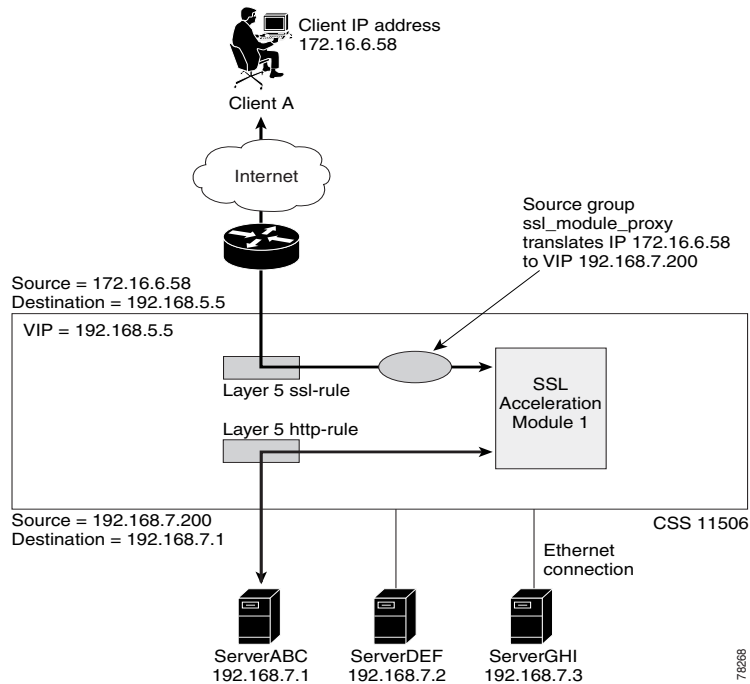 Client IP address
172.16.6.58
Client A
Internet
Source group
ssl_module_proxy
translates IP 172.16.6.58
to VIP 192.168.7.200
Source = 172.16.6.58
Destination = 192.168.5.5
VIP = 192.168.5.5
Layer 5 ssl-rule
SSL
Acceleration
Module 1
Layer 5 http-rule
Source = 192.168.7.200
Destination = 192.168.7.1
CSS 11506
Ethernet
connection
ServerABC
192.168.7.1
ServerDEF
192.168.7.2
ServerGHI
192.168.7.3
78268